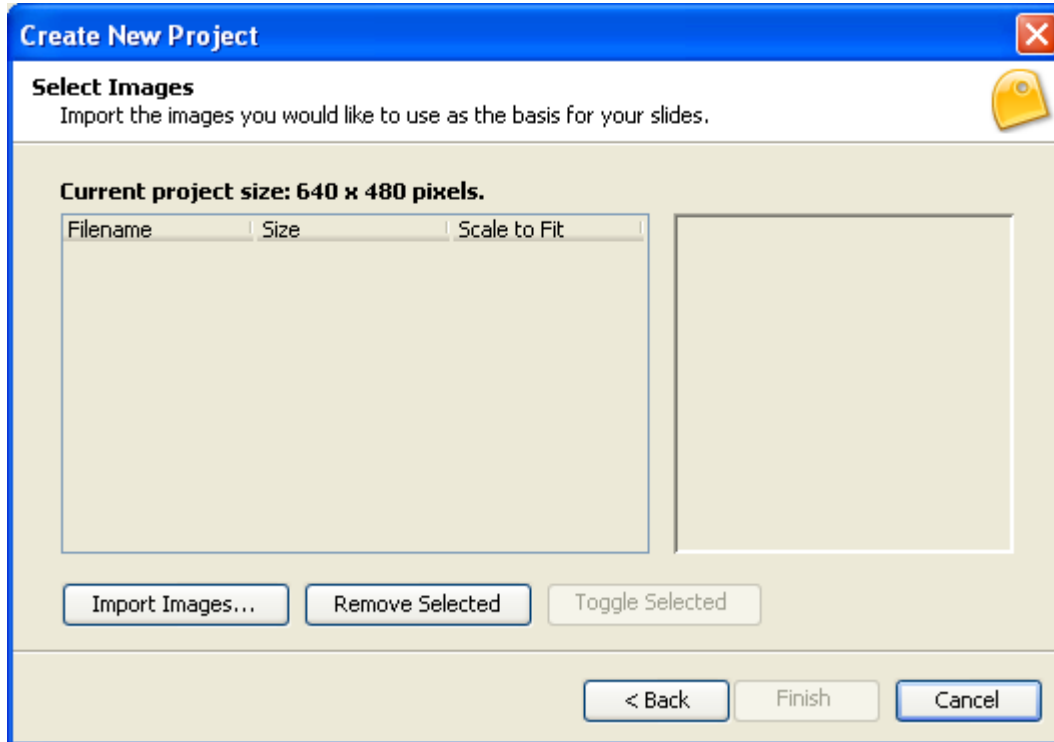 Create New Project
Select Images
Import the images you would like to use as the basis for your slides.
Current project size: 640 x 480 pixels.
Filename Size Scale to Fit
Import Images... Remove Selected Toggle Selected
< Back Finish Cancel